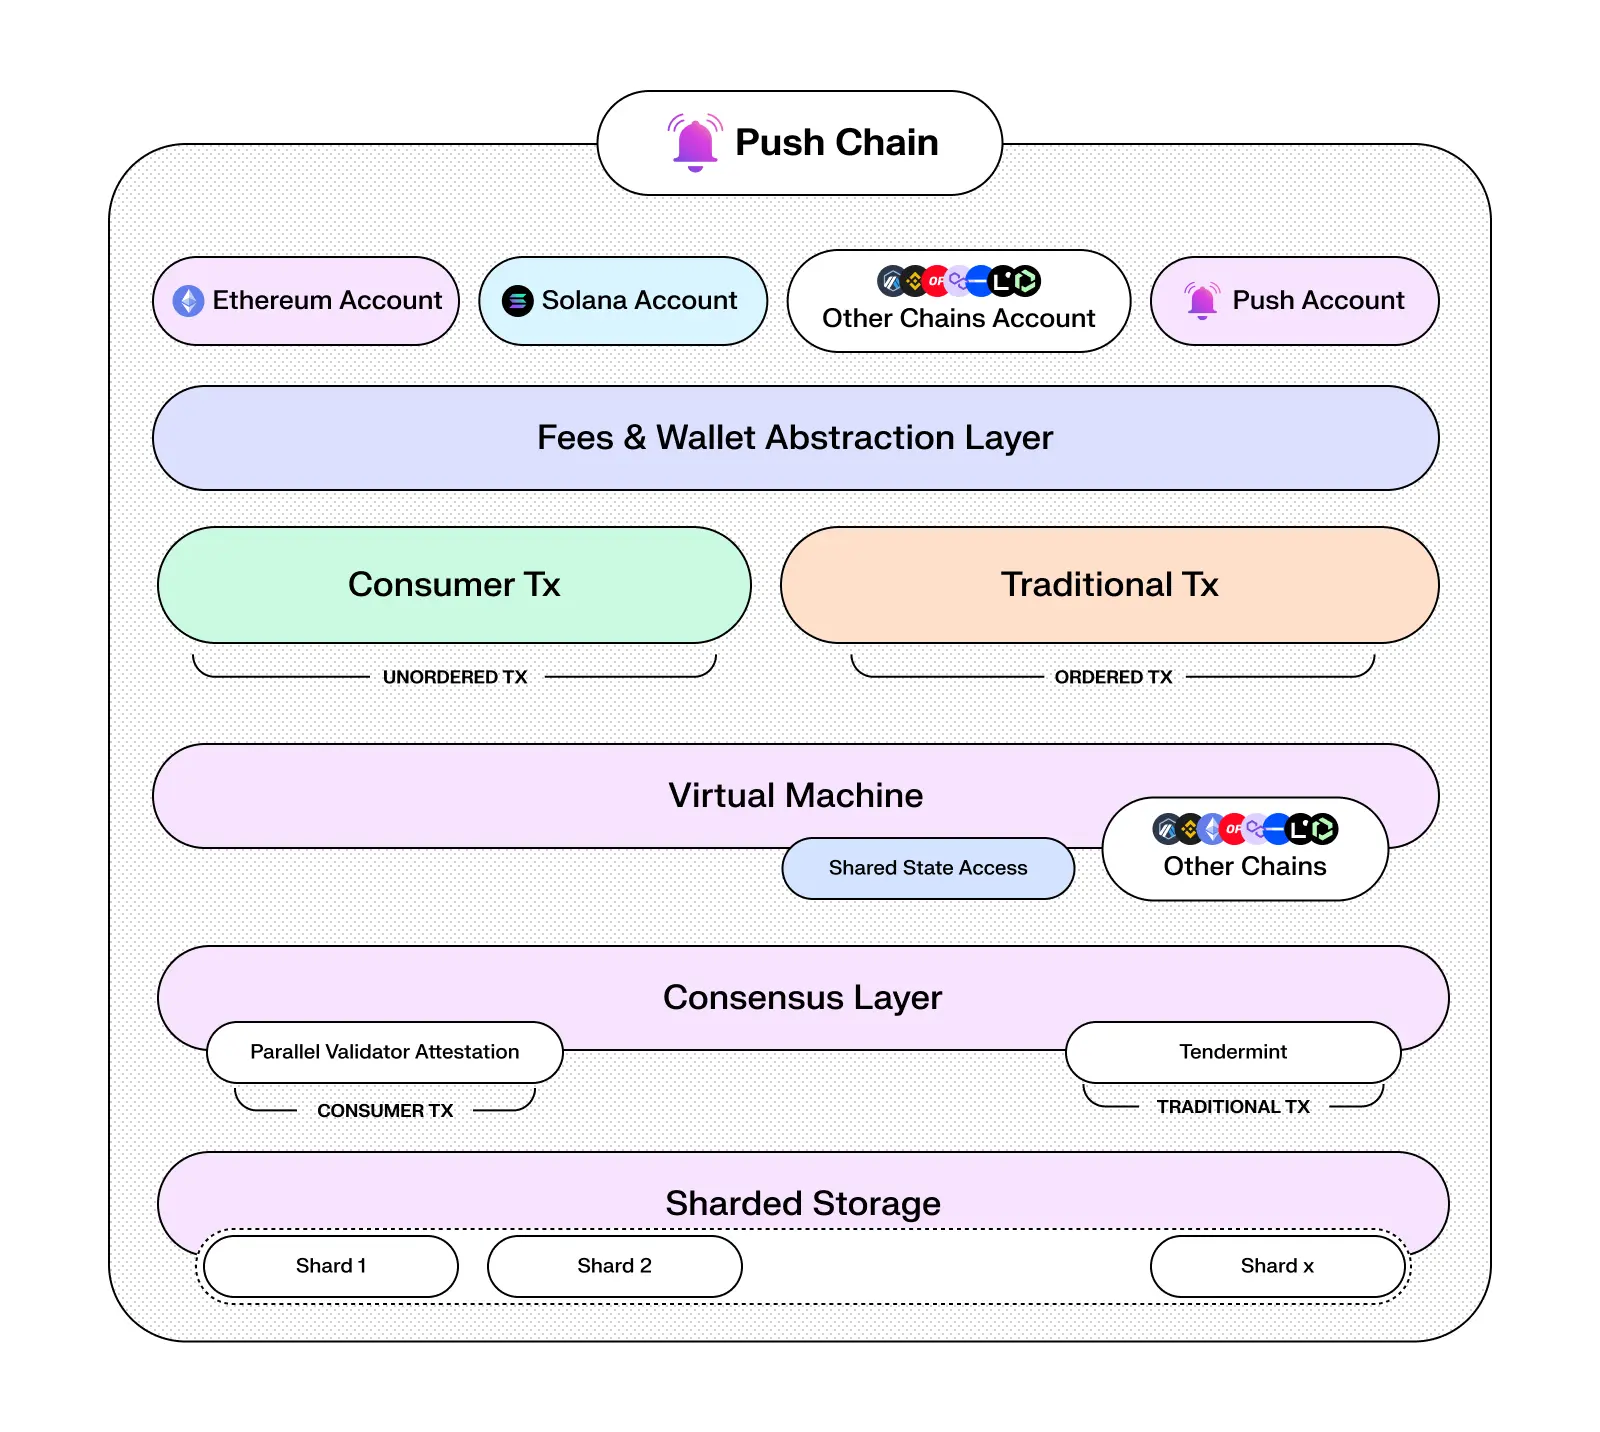 Push Chain
Ethereum Account
Solana Account
OP
Other Chains Account
Push Account
Fees & Wallet Abstraction Layer
Consumer Tx
Traditional Tx
UNORDERED TX
ORDERED TX
Virtual Machine
Shared State Access
OP
Other Chains
Consensus Layer
Parallel Validator Attestation
Tendermint
CONSUMER TX
TRADITIONAL TX
Sharded Storage
Shard 1
Shard 2
Shard x